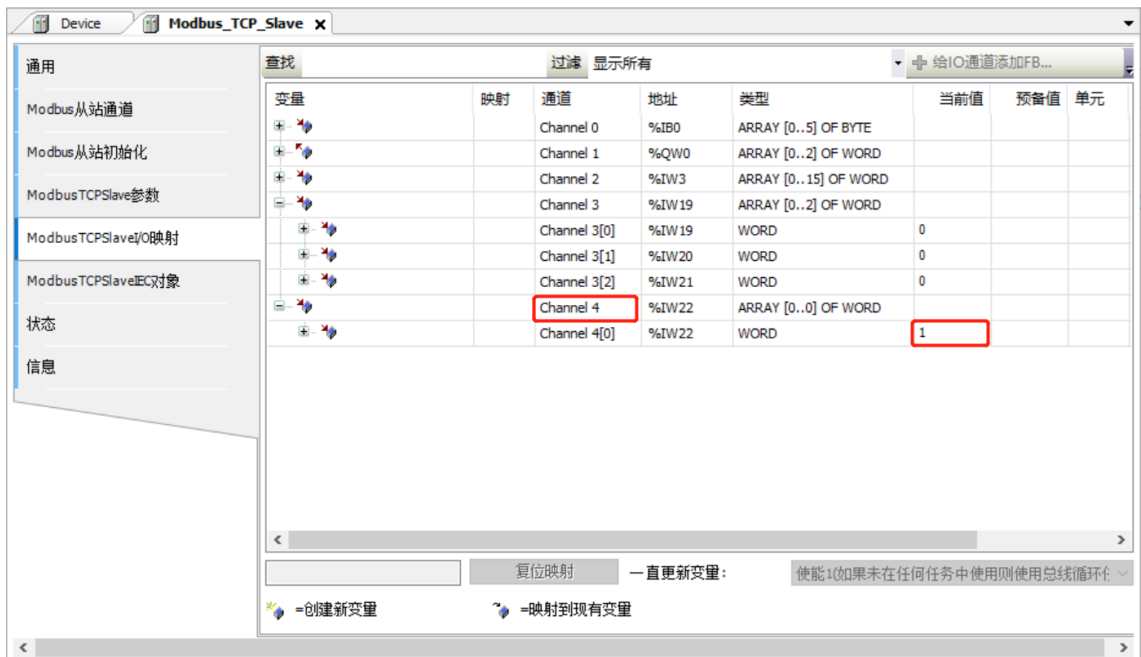 Device Modbus_TCP_Slave
通用
Modbus从站通道
Modbus从站初始化
ModbusTCPSlave参数
ModbusTCPSlaveI/O映射
ModbusTCPSlaveIEC对象
状态
信息
查找 过滤 显示所有 给IO通道添加FB...
变量 映射 通道 地址 类型 当前值 预备值 单元
Channel 0 %IB0 ARRAY [0..5] OF BYTE
Channel 1 %QW0 ARRAY [0..2] OF WORD
Channel 2 %IW3 ARRAY [0..15] OF WORD
Channel 3 %IW19 ARRAY [0..2] OF WORD
Channel 3[0] %IW19 WORD 0
Channel 3[1] %IW20 WORD 0
Channel 3[2] %IW21 WORD 0
Channel 4 %IW22 ARRAY [0..0] OF WORD
Channel 4[0] %IW22 WORD 1
复位映射 一直更新变量: 使能1(如果未在任何任务中使用则使用总线循环
=创建新变量 =映射到现有变量